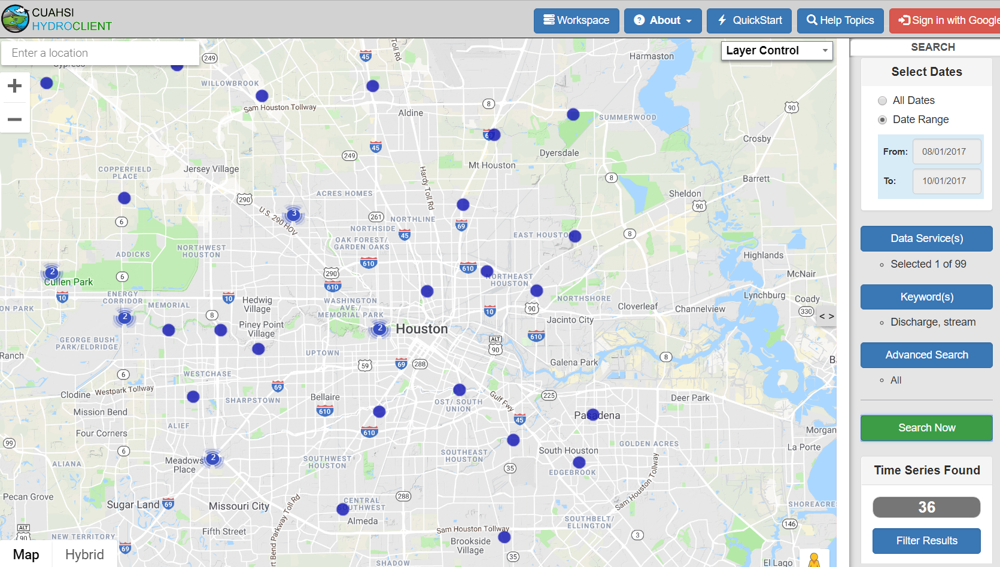 CUAHSI
HYDROCLIENT
Workspace
About
QuickStart
Help Topics
Sign in with Google
Enter a location
Layer Control
Cypress
249
WILLOWBROOK
45
Toll Rd
Harmaston
Sam Houston Tollway
Aldine
8
90
SUMMERWOOD
Crosby
45
249
Dyersdale
Mt Houston
COPPERFIELD
PLACE
Jersey Village
Hardy Toll Rd
8
Barrett
290
ACRES HOMES
Sheldon
90
U.S. 290 HOV
3
261
NORTHLINE
6
NORTHSIDE
45
69
EAST HOUSTON
8
OAK FOREST/
GARDEN OAKS
NORTHWEST
HOUSTON
ADDICKS
610
610
Highlands
2
Cullen Park
6
290
610
NORTHEAST
HOUSTON
McNair
10
ENERGY
CORRIDOR
MEMORIAL
10
Hedwig
Village
WASHINGTON
AVE./
MEMORIAL PARK
NORTHSHORE
Lynchburg
Coady
ON PARK
8
10
90
Cloverleaf
Channelview
330
< >
2
Piney Point
Village
2
Houston
Jacinto City
610
GEORGE BUSH
PARK/ELDRIDGE
ALT
90
Ranch
UPTOWN
59
69
288
Galena Park
8
B
6
WESTCHASE
Clodine
Westpark Tollway
69
SHARPSTOWN
Bellaire
610
OST/ SOUTH
UNION
Gulf Fwy
225
Deer Park
Mission Bend
ALIEF
Four Corners
610
45
Pasadena
Morgan
99
6
SOUTHEAST
HOUSTON
South Houston
GOLDEN ACRES
La Porte
ALIANA
Meadows
Place
2
SOUTHWEST
HOUSTON
35
EDGEBROOK
Sam Houston Tollway
Pecan Grove
Sugar Land
69
Missouri City
288
CENTRAL
SOUTHWEST
Almeda
SHOREACRES
ALT
90
Fifth Street
Sam Houston Tollway
SOUTHBELT/
ELLINGTON
146
NEW TERRITORY
69
rt Bend Parkway Toll Rd
Brookside
Village
3
35
SHADOW
El Lago
Map
Hybrid
SEARCH
Select Dates
All Dates
Date Range
From: 08/01/2017
To: 10/01/2017
Data Service(s)
Selected 1 of 99
Keyword(s)
Discharge, stream
Advanced Search
All
Search Now
Time Series Found
36
Filter Results